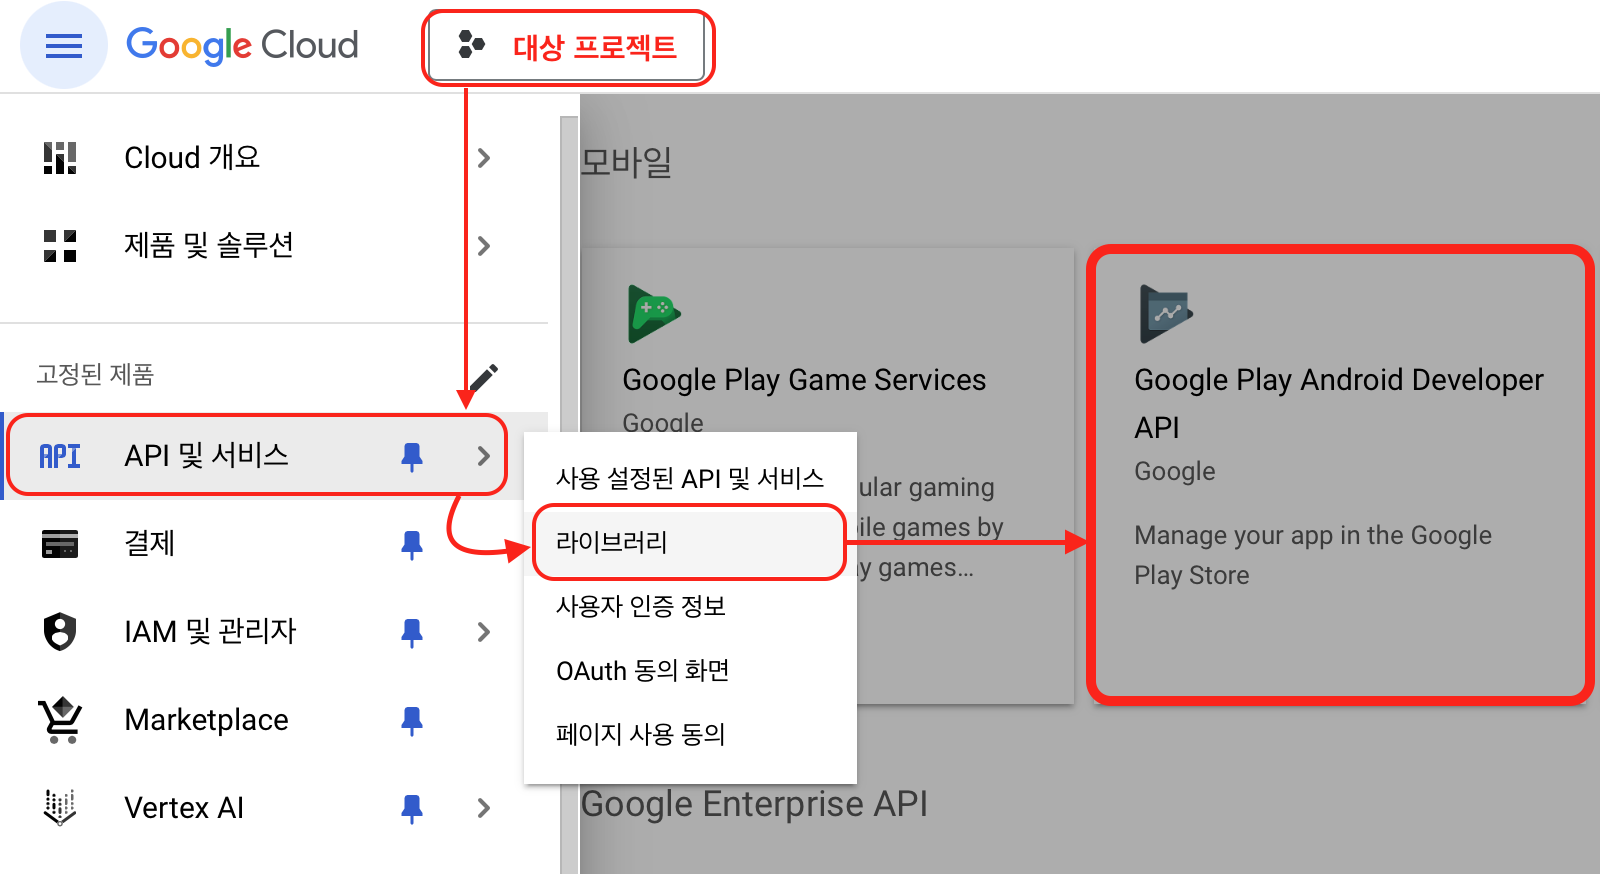 Google Cloud
대상 프로젝트
Cloud 개요
제품 및 솔루션
고정된 제품
API API 및 서비스
결제
IAM 및 관리자
Marketplace
Vertex AI
사용 설정된 API 및 서비스
라이브러리
사용자 인증 정보
OAuth 동의 화면
페이지 사용 동의
모바일
Google Play Game Services
Google
ular gaming
ile games by
y games...
Google Play Android Developer
API
Google
Manage your app in the Google
Play Store
Google Enterprise API